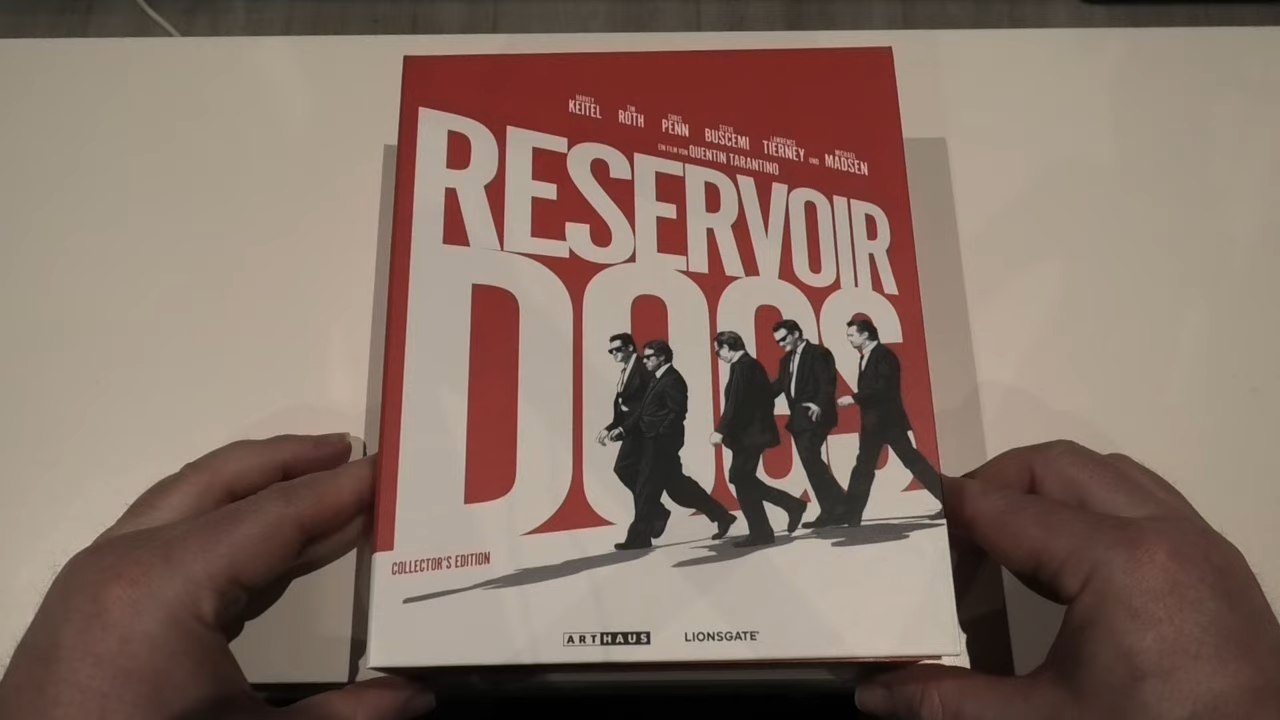 HARVEY KEITEL TIM ROTH CHRIS PENN STEVE BUSCEMI LAWRENCE TIERNEY UND MICHAEL MADSEN
EIN FILM VON QUENTIN TARANTINO
RESERVOIR
DOGS
COLLECTOR'S EDITION
ARTHAUS LIONSGATE